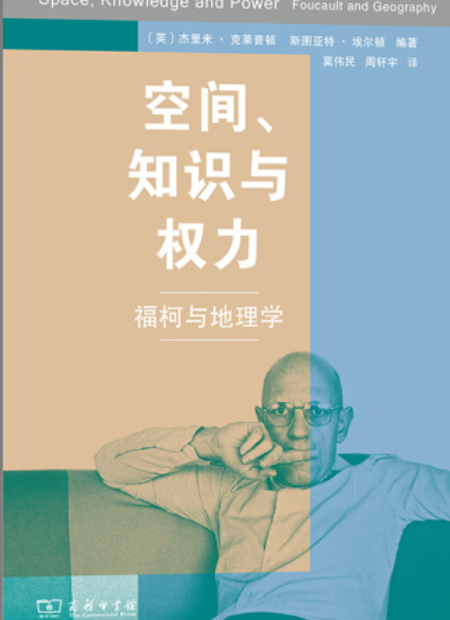 Space, Knowledge and Power Foucault and Geography
〔英〕杰里米·克莱普顿 斯图亚特·埃尔顿 编著
莫伟民 周轩宇 译
空间、
知识与
权力
福柯与地理学
商务印书馆
The Commercial Press